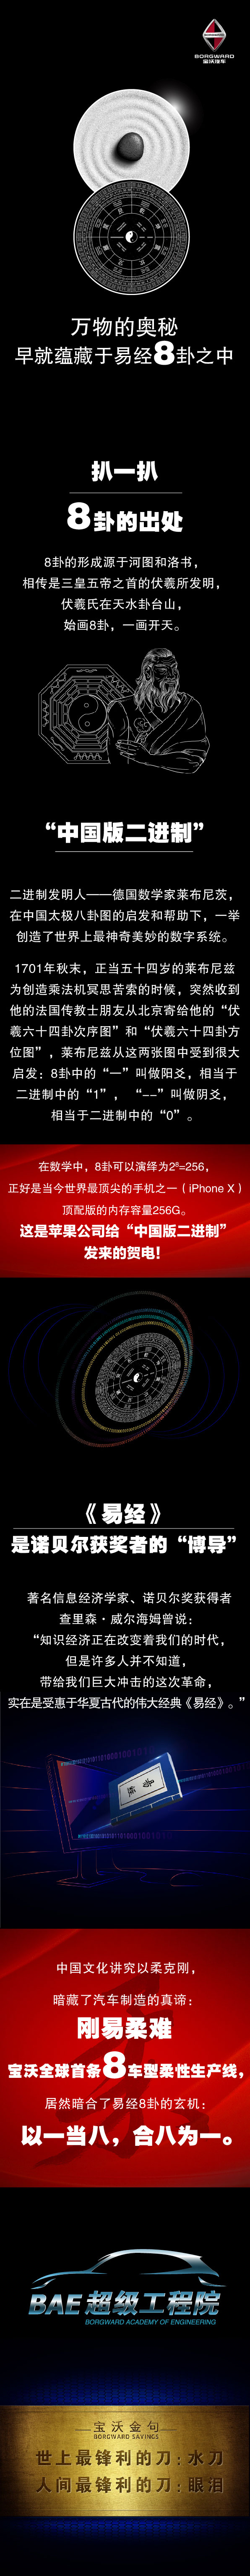 BORGWARD
宝沃汽车
万物的奥秘
早就蕴藏于易经8卦之中
扒一扒
8卦的出处
8卦的形成源于河图和洛书，
相传是三皇五帝之首的伏羲所发明，
伏羲氏在天水卦台山，
始画8卦，一画开天。
“中国版二进制”
二进制发明人——德国数学家莱布尼茨，
在中国太极八卦图的启发和帮助下，一举
创造了世界上最神奇美妙的数字系统。
1701年秋末，正当五十四岁的莱布尼兹
为创造乘法机冥思苦索的时候，突然收到
他的法国传教士朋友从北京寄给他的“伏
羲六十四卦次序图”和“伏羲六十四卦方
位图”，莱布尼兹从这两张图中受到很大
启发：8卦中的“—”叫做阳爻，相当于
二进制中的“1”，“--”叫做阴爻，
相当于二进制中的“0”。
在数学中，8卦可以演绎为2⁸=256，
正好是当今世界最顶尖的手机之一（iPhone X）
顶配版的内存容量256G。
这是苹果公司给“中国版二进制”
发来的贺电！
《易经》
是诺贝尔获奖者的“博导”
著名信息经济学家、诺贝尔奖获得者
查里森·威尔海姆曾说：
“知识经济正在改变着我们的时代，
但是许多人并不知道，
带给我们巨大冲击的这次革命，
实在是受惠于华夏古代的伟大经典《易经》。”
中国文化讲究以柔克刚，
暗藏了汽车制造的真谛：
刚易柔难
宝沃全球首条8车型柔性生产线，
居然暗合了易经8卦的玄机：
以一当八，合八为一。
BAE 超级工程院
BORGWARD ACADEMY OF ENGINEERING
宝沃金句
BORGWARD SAYINGS
世上最锋利的刀：水刀
人间最锋利的刀：眼泪